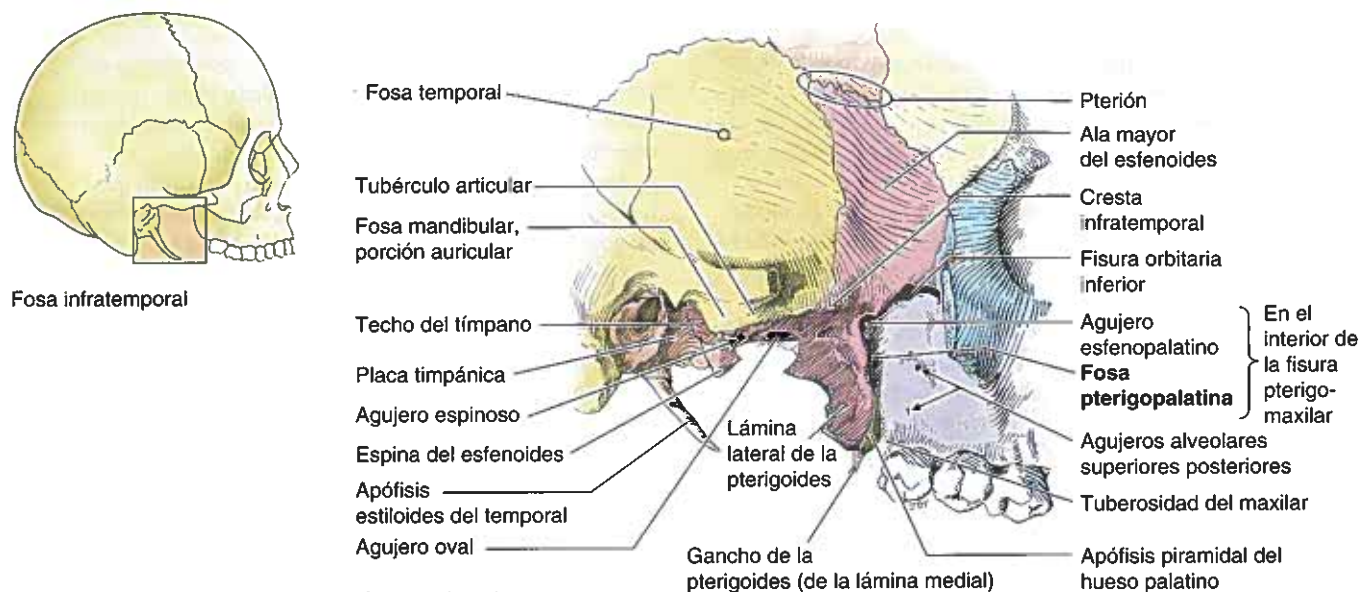 Fosa infratemporal
Fosa temporal
Tubérculo articular
Fosa mandibular,
porción auricular
Techo del tímpano
Placa timpánica
Agujero espinoso
Espina del esfenoides
Apófisis
estiloides del temporal
Agujero oval
Lámina
lateral de la
pterigoides
Gancho de la
pterigoides (de la lámina medial)
Pterión
Ala mayor
del esfenoides
Cresta
infratemporal
Fisura orbitaria
inferior
Agujero
esfenopalatino
Fosa
pterigopalatina
En el
interior de
la fisura
pterigo-
maxilar
Agujeros alveolares
superiores posteriores
Tuberosidad del maxilar
Apófisis piramidal del
hueso palatino